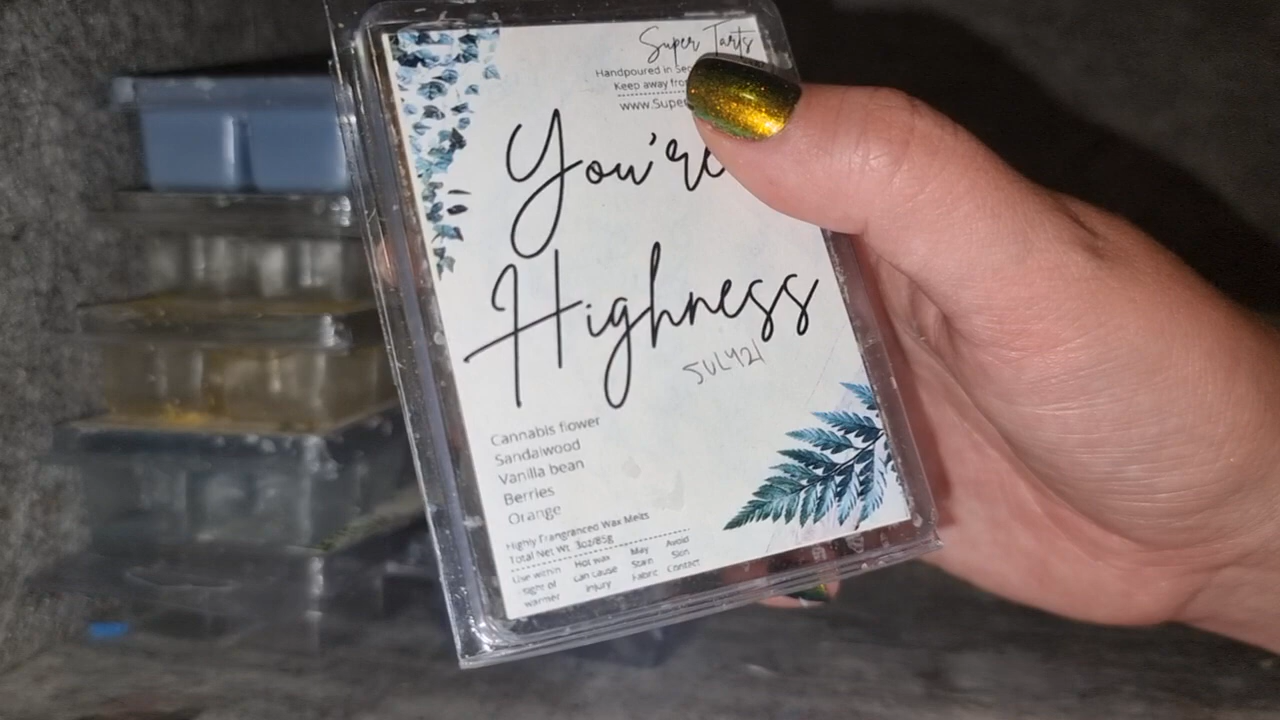 Super Tarts
Handpoured in
Keep away
www.Super
You're
Highness
JULY21
Cannabis flower
Sandalwood
Vanilla bean
Berries
Orange
Highly Frangranced Wax Melts
Total Net Wt. 3oz/85g
Use within
sight of
warmer
Hot wax
can cause
injury
May
Stain
Fabric
Avoid
Skin
Contact